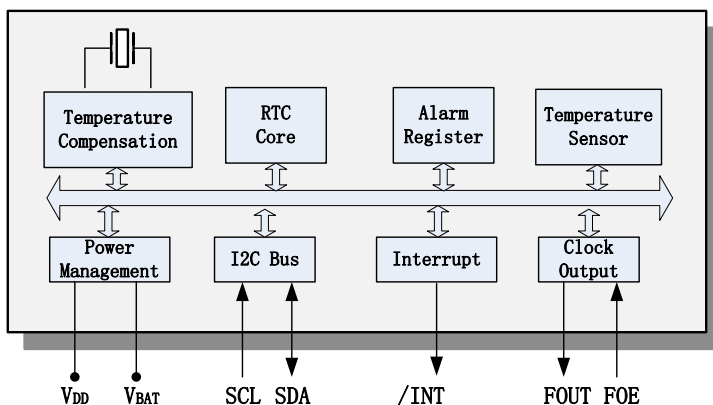 Temperature
Compensation
RTC
Core
Alarm
Register
Temperature
Sensor
Power
Management
I2C Bus
Interrupt
Clock
Output
VDD
VBAT
SCL
SDA
/INT
FOUT
FOE